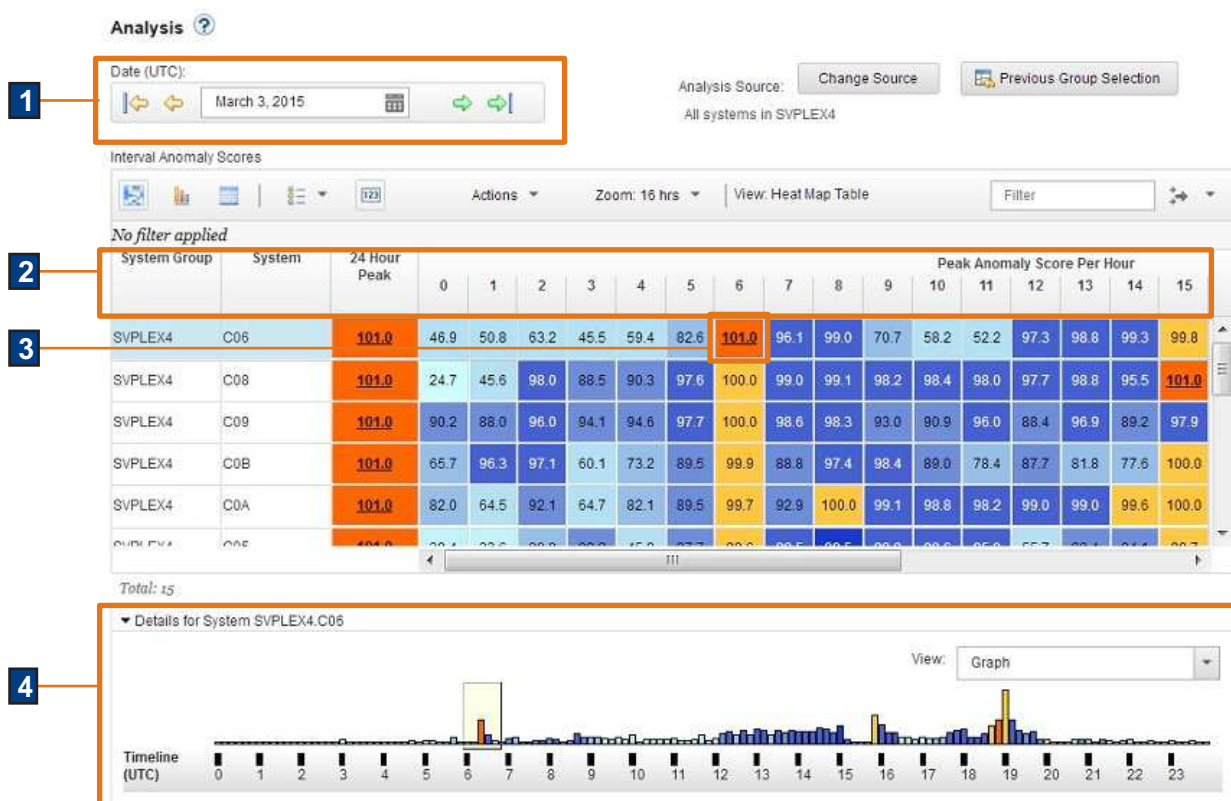 Analysis ?
1
Date (UTC):
March 3, 2015
Analysis Source:
Change Source
Previous Group Selection
All systems in SVPLEX4
Interval Anomaly Scores
123
Actions
Zoom: 16 hrs
View: Heat Map Table
Filter
No filter applied
2
System Group System 24 Hour Peak Peak Anomaly Score Per Hour
0 1 2 3 4 5 6 7 8 9 10 11 12 13 14 15
3
SVPLEX4 C06 101.0 46.9 50.8 63.2 45.5 59.4 82.6 101.0 96.1 99.0 70.7 58.2 52.2 97.3 98.8 99.3 99.8
SVPLEX4 C08 101.0 24.7 45.6 98.0 88.5 90.3 97.6 100.0 99.0 99.1 98.2 98.4 98.0 97.7 98.8 95.5 101.0
SVPLEX4 C09 101.0 90.2 88.0 96.0 94.1 94.6 97.7 100.0 98.6 98.3 93.0 90.9 96.0 88.4 96.9 89.2 97.9
SVPLEX4 C0B 101.0 65.7 96.3 97.1 60.1 73.2 89.5 99.9 88.8 97.4 98.4 89.0 78.4 87.7 81.8 77.6 100.0
SVPLEX4 C0A 101.0 82.0 64.5 92.1 64.7 82.1 89.5 99.7 92.9 100.0 99.1 98.8 98.2 99.0 99.0 99.6 100.0
Total: 15
4
Details for System SVPLEX4.C06
View: Graph
Timeline
(UTC) 0 1 2 3 4 5 6 7 8 9 10 11 12 13 14 15 16 17 18 19 20 21 22 23